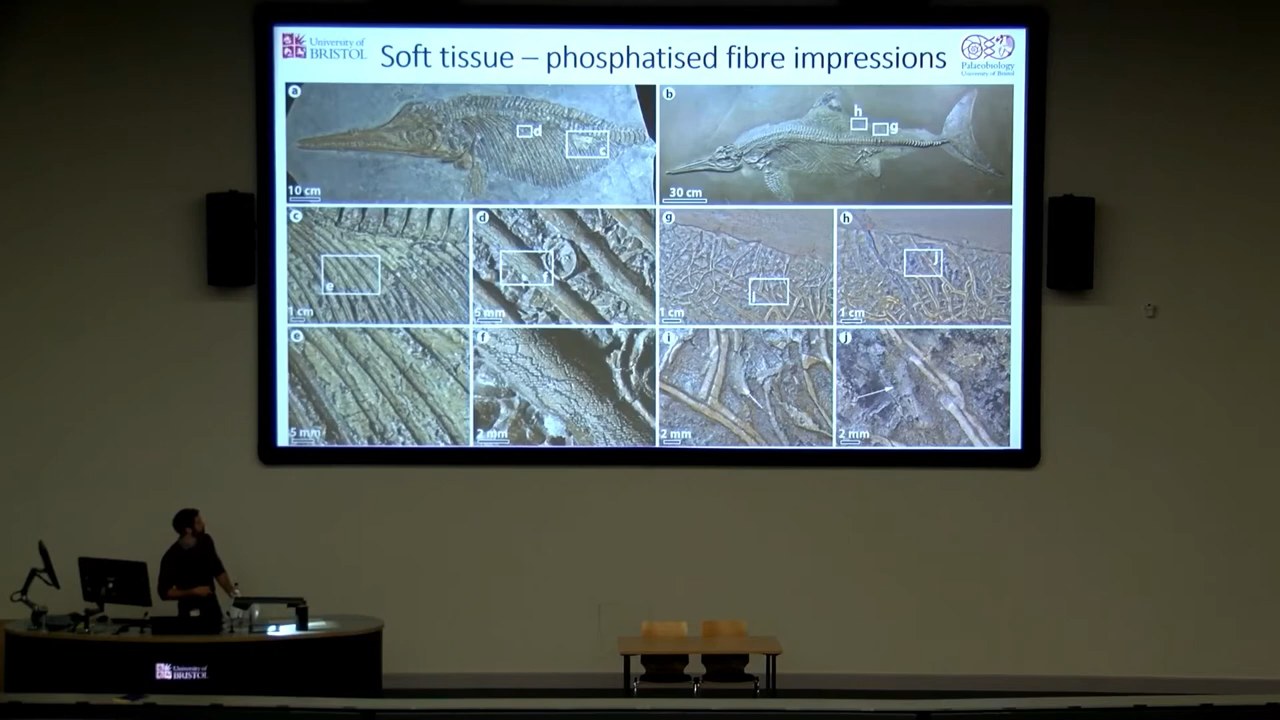 University of
BRISTOL
Soft tissue – phosphatised fibre impressions
Palaeobiology
University of Bristol
a
d
c
10 cm
b
h
g
30 cm
c
e
1 cm
d
f
5 mm
g
i
1 cm
h
J
1 cm
e
5 mm
f
2 mm
i
2 mm
j
2 mm
University of
BRISTOL